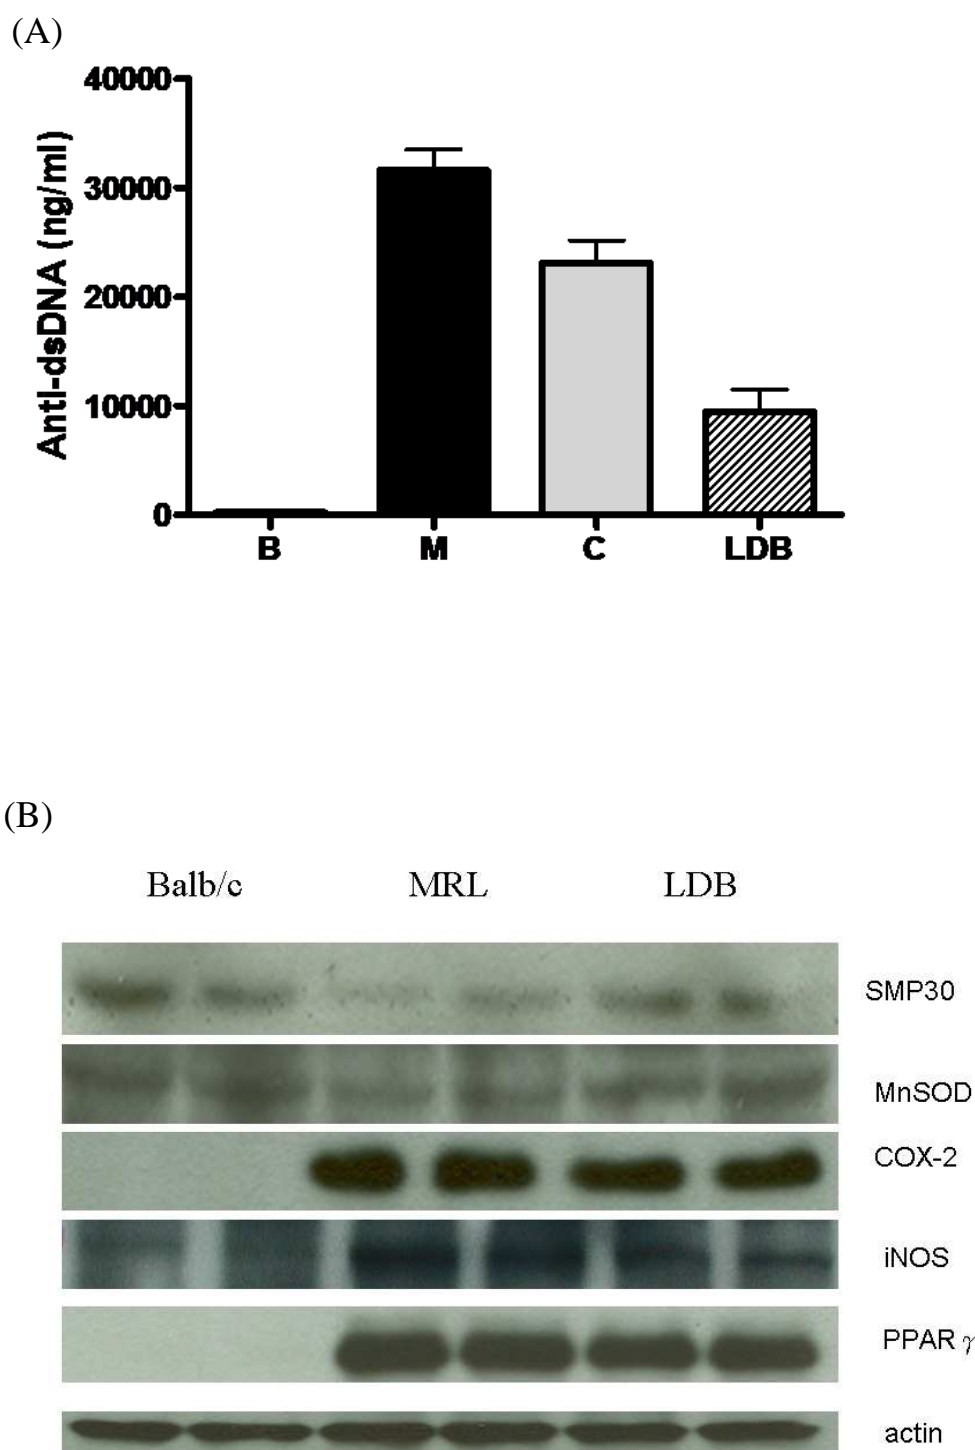 (A)
40000
30000
20000
10000
0
Anti-dsDNA (ng/ml)
B M C LDB
(B)
Balb/c MRL LDB
SMP30
MnSOD
COX-2
iNOS
PPAR γ
actin